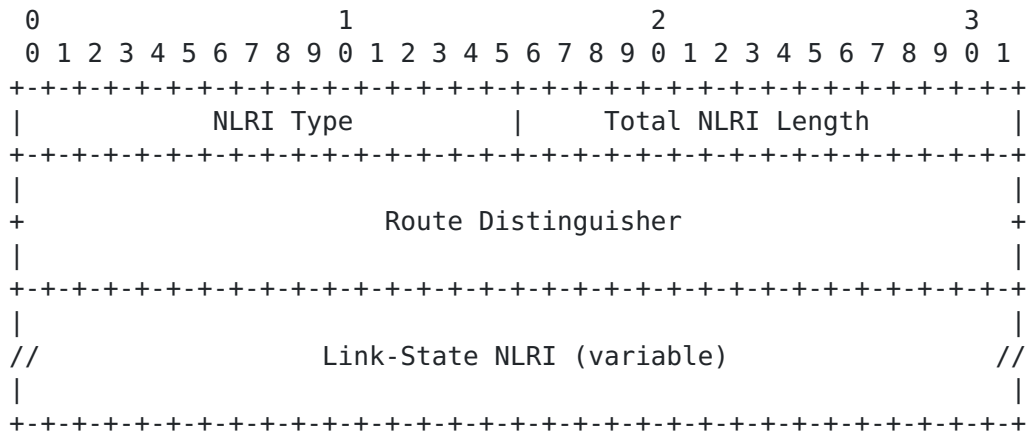 0                   1                   2                   3
 0 1 2 3 4 5 6 7 8 9 0 1 2 3 4 5 6 7 8 9 0 1 2 3 4 5 6 7 8 9 0 1
+-+-+-+-+-+-+-+-+-+-+-+-+-+-+-+-+-+-+-+-+-+-+-+-+-+-+-+-+-+-+-+-+
|            NLRI Type          |      Total NLRI Length        |
+-+-+-+-+-+-+-+-+-+-+-+-+-+-+-+-+-+-+-+-+-+-+-+-+-+-+-+-+-+-+-+-+
|                                                               |
+                       Route Distinguisher                     +
|                                                               |
+-+-+-+-+-+-+-+-+-+-+-+-+-+-+-+-+-+-+-+-+-+-+-+-+-+-+-+-+-+-+-+-+
|                                                               |
//                  Link-State NLRI (variable)                 //
|                                                               |
+-+-+-+-+-+-+-+-+-+-+-+-+-+-+-+-+-+-+-+-+-+-+-+-+-+-+-+-+-+-+-+-+